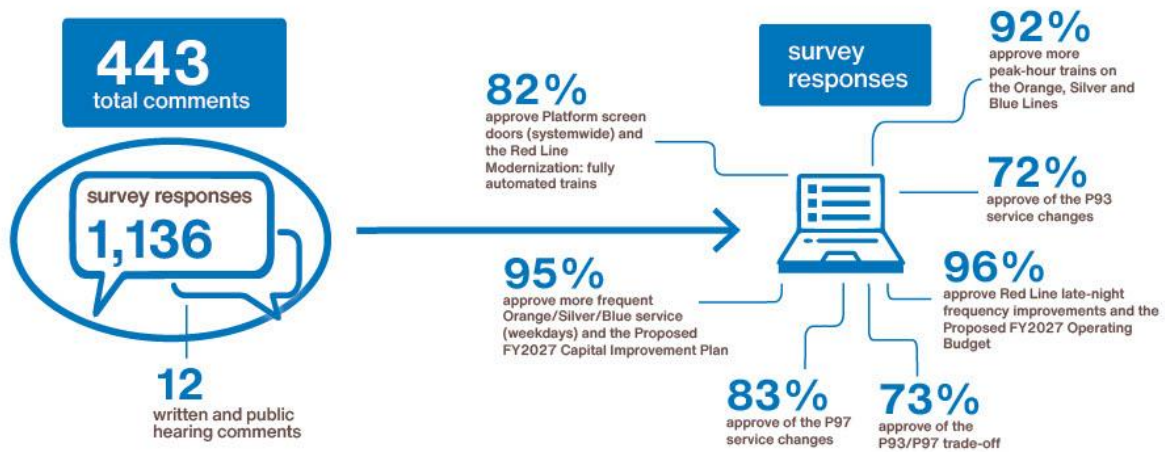 443
total comments
survey responses
1,136
12
written and public
hearing comments
survey
responses
82%
approve Platform screen
doors (systemwide) and
the Red Line
Modernization: fully
automated trains
92%
approve more
peak-hour trains on
the Orange, Silver and
Blue Lines
72%
approve of the P93
service changes
95%
approve more frequent
Orange/Silver/Blue service
(weekdays) and the Proposed
FY2027 Capital Improvement Plan
96%
approve Red Line late-night
frequency improvements and the
Proposed FY2027 Operating
Budget
83%
approve of the P97
service changes
73%
approve of the
P93/P97 trade-off